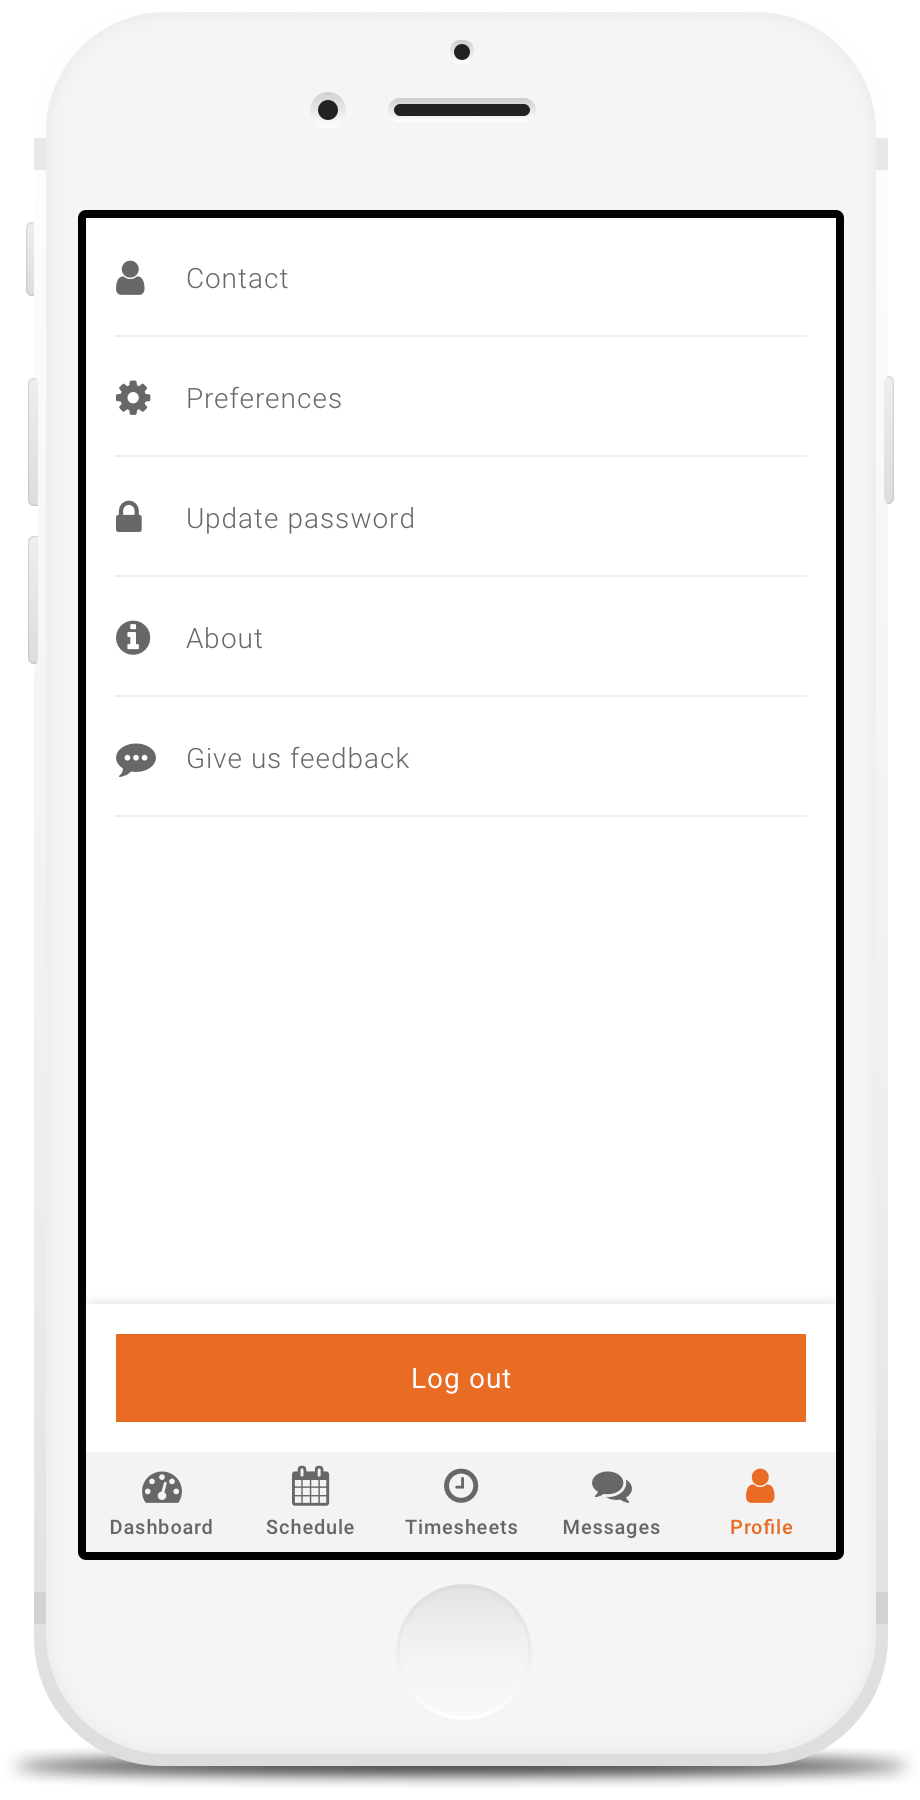 Contact
Preferences
Update password
About
Give us feedback
Log out
Dashboard Schedule Timesheets Messages Profile